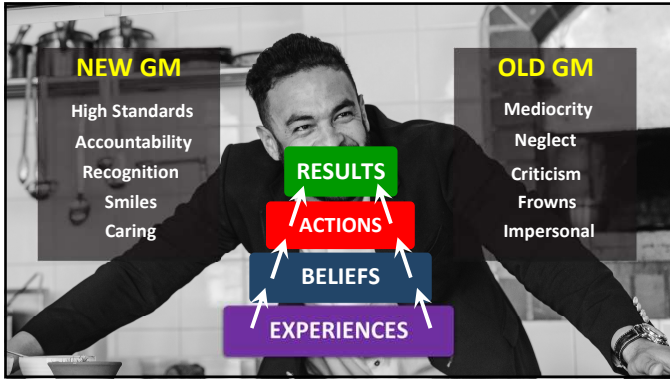 NEW GM
High Standards
Accountability
Recognition
Smiles
Caring
OLD GM
Mediocrity
Neglect
Criticism
Frowns
Impersonal
RESULTS
ACTIONS
BELIEFS
EXPERIENCES